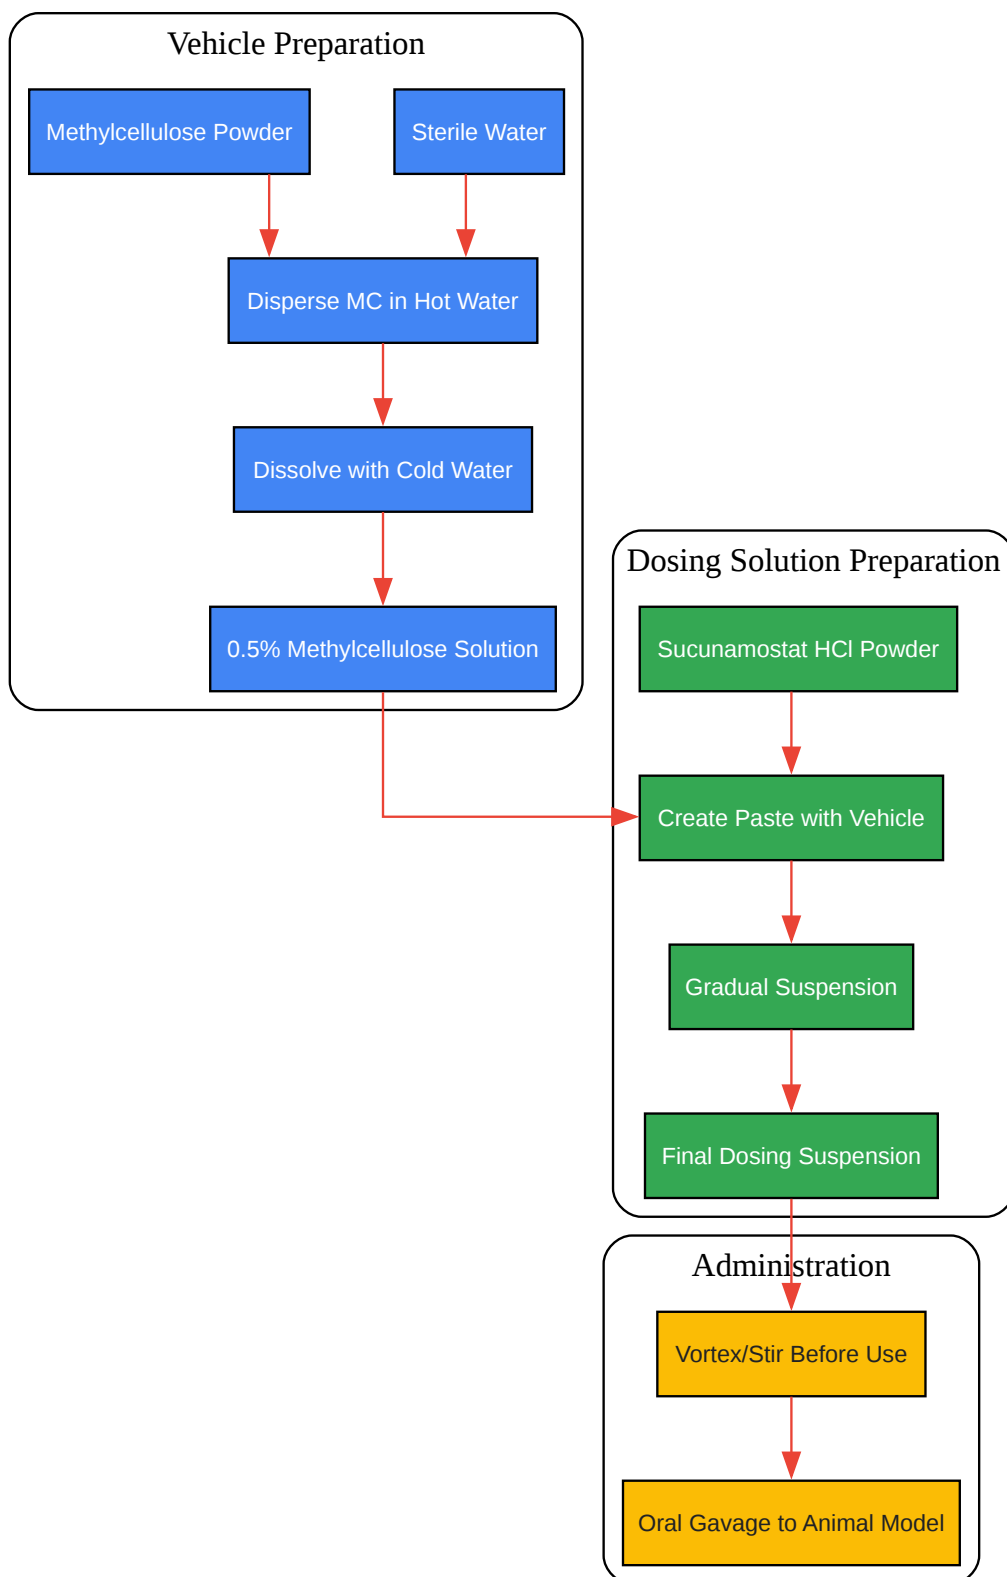 Vehicle Preparation
Methylcellulose Powder
Sterile Water
Disperse MC in Hot Water
Dissolve with Cold Water
0.5% Methylcellulose Solution
Dosing Solution Preparation
Sucunamostat HCl Powder
Create Paste with Vehicle
Gradual Suspension
Final Dosing Suspension
Administration
Vortex/Stir Before Use
Oral Gavage to Animal Model